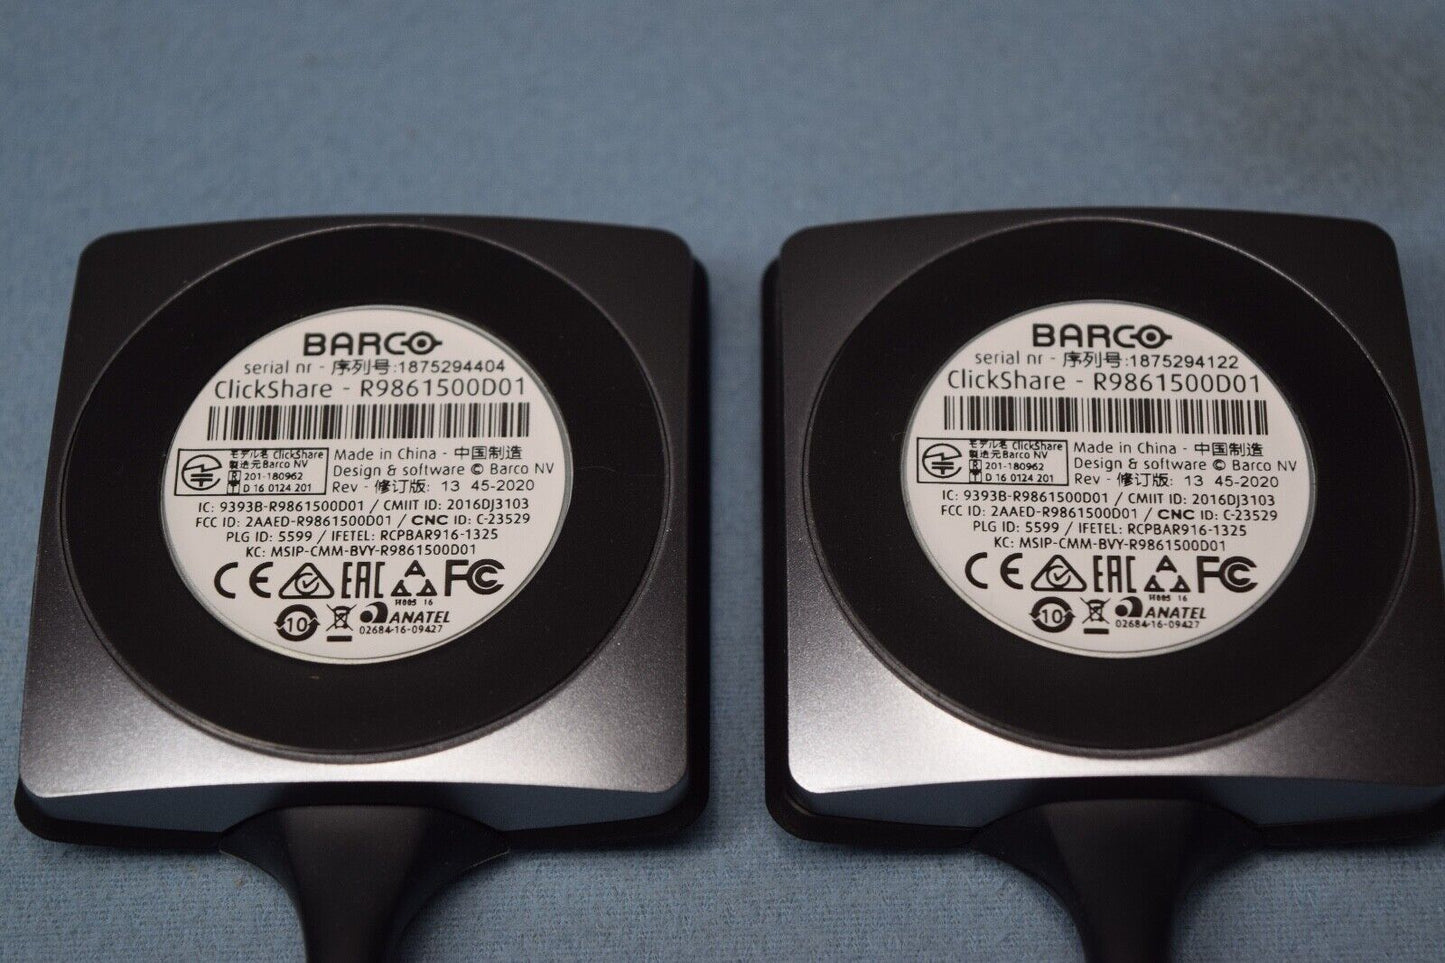 BARCO
serial nr - 序列号:1875294404
ClickShare - R9861500D01
モデル名 ClickShare
製造元 Barco NV
R 201-180962
T D 16 0124 201
Made in China - 中国制造
Design & software © Barco NV
Rev - 修订版: 13 45-2020
IC: 9393B-R9861500D01 / CMIIT ID: 2016DJ3103
FCC ID: 2AAED-R9861500D01 / CNC ID: C-23529
PLG ID: 5599 / IFETEL: RCPBAR916-1325
KC: MSIP-CMM-BVY-R9861500D01
CE EAC FC
H005 16
10 ANATEL
02684-16-09427
BARCO
serial nr - 序列号:1875294122
ClickShare - R9861500D01
モデル名 ClickShare
製造元 Barco NV
R 201-180962
T D 16 0124 201
Made in China - 中国制造
Design & software © Barco NV
Rev - 修订版: 13 45-2020
IC: 9393B-R9861500D01 / CMIIT ID: 2016DJ3103
FCC ID: 2AAED-R9861500D01 / CNC ID: C-23529
PLG ID: 5599 / IFETEL: RCPBAR916-1325
KC: MSIP-CMM-BVY-R9861500D01
CE EAC FC
H005 16
10 ANATEL
02684-16-09427